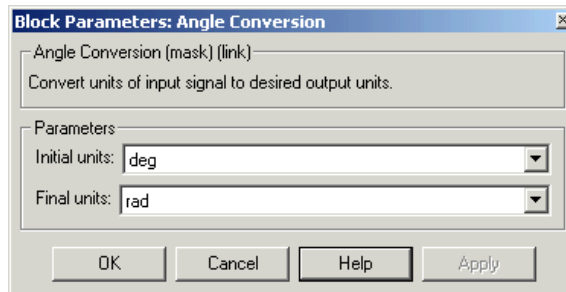 Block Parameters: Angle Conversion
Angle Conversion (mask) (link)
Convert units of input signal to desired output units.
Parameters
Initial units: deg
Final units: rad
OK Cancel Help Apply